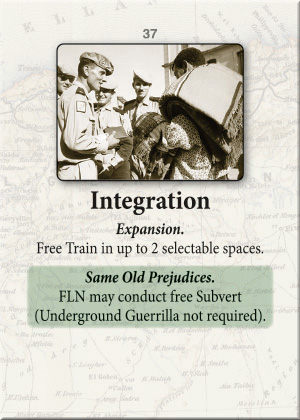 37
Integration
Expansion.
Free Train in up to 2 selectable spaces.
Same Old Prejudices.
FLN may conduct free Subvert
(Underground Guerrilla not required).